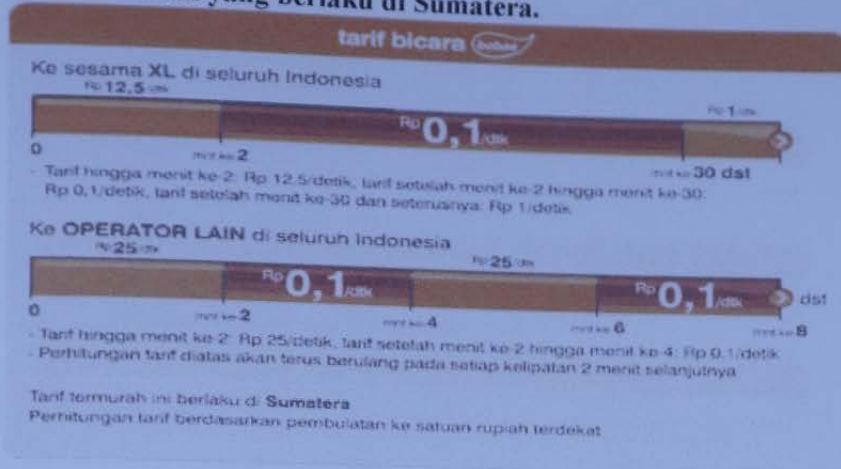 yang berlaku di Sumatera.
tarif bicara bebas
Ke sesama XL di seluruh Indonesia
Rp 12,5 /dtk
Rp 1 /dtk
Rp 0,1 /dtk
0
mnt ke 2
mnt ke 30 dst
- Tarif hingga menit ke-2: Rp 12.5/detik, tarif setelah menit ke-2 hingga menit ke-30:
Rp 0,1/detik, tarif setelah menit ke-30 dan seterusnya: Rp 1/detik
Ke OPERATOR LAIN di seluruh Indonesia
Rp 25 /dtk
Rp 25 /dtk
Rp 0,1 /dtk
Rp 0,1 /dtk
dst
0
mnt ke 2
mnt ke 4
mnt ke 6
mnt ke 8
- Tarif hingga menit ke-2: Rp 25/detik, tarif setelah menit ke-2 hingga menit ke-4: Rp 0,1/detik
- Perhitungan tarif diatas akan terus berulang pada setiap kelipatan 2 menit selanjutnya
Tarif termurah ini berlaku di Sumatera
Perhitungan tarif berdasarkan pembulatan ke satuan rupiah terdekat